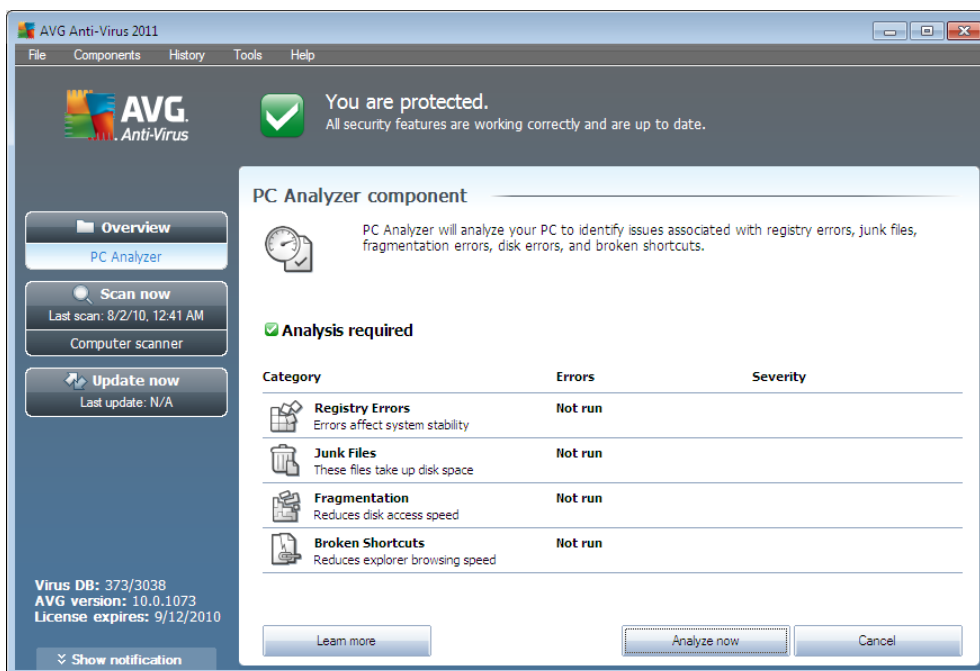 AVG Anti-Virus 2011
File Components History Tools Help
AVG.
Anti-Virus
You are protected.
All security features are working correctly and are up to date.
Overview
PC Analyzer
Scan now
Last scan: 8/2/10, 12:41 AM
Computer scanner
Update now
Last update: N/A
Virus DB: 373/3038
AVG version: 10.0.1073
License expires: 9/12/2010
Show notification
PC Analyzer component
PC Analyzer will analyze your PC to identify issues associated with registry errors, junk files,
fragmentation errors, disk errors, and broken shortcuts.
Analysis required
Category Errors Severity
Registry Errors Not run
Errors affect system stability
Junk Files Not run
These files take up disk space
Fragmentation Not run
Reduces disk access speed
Broken Shortcuts Not run
Reduces explorer browsing speed
Learn more Analyze now Cancel